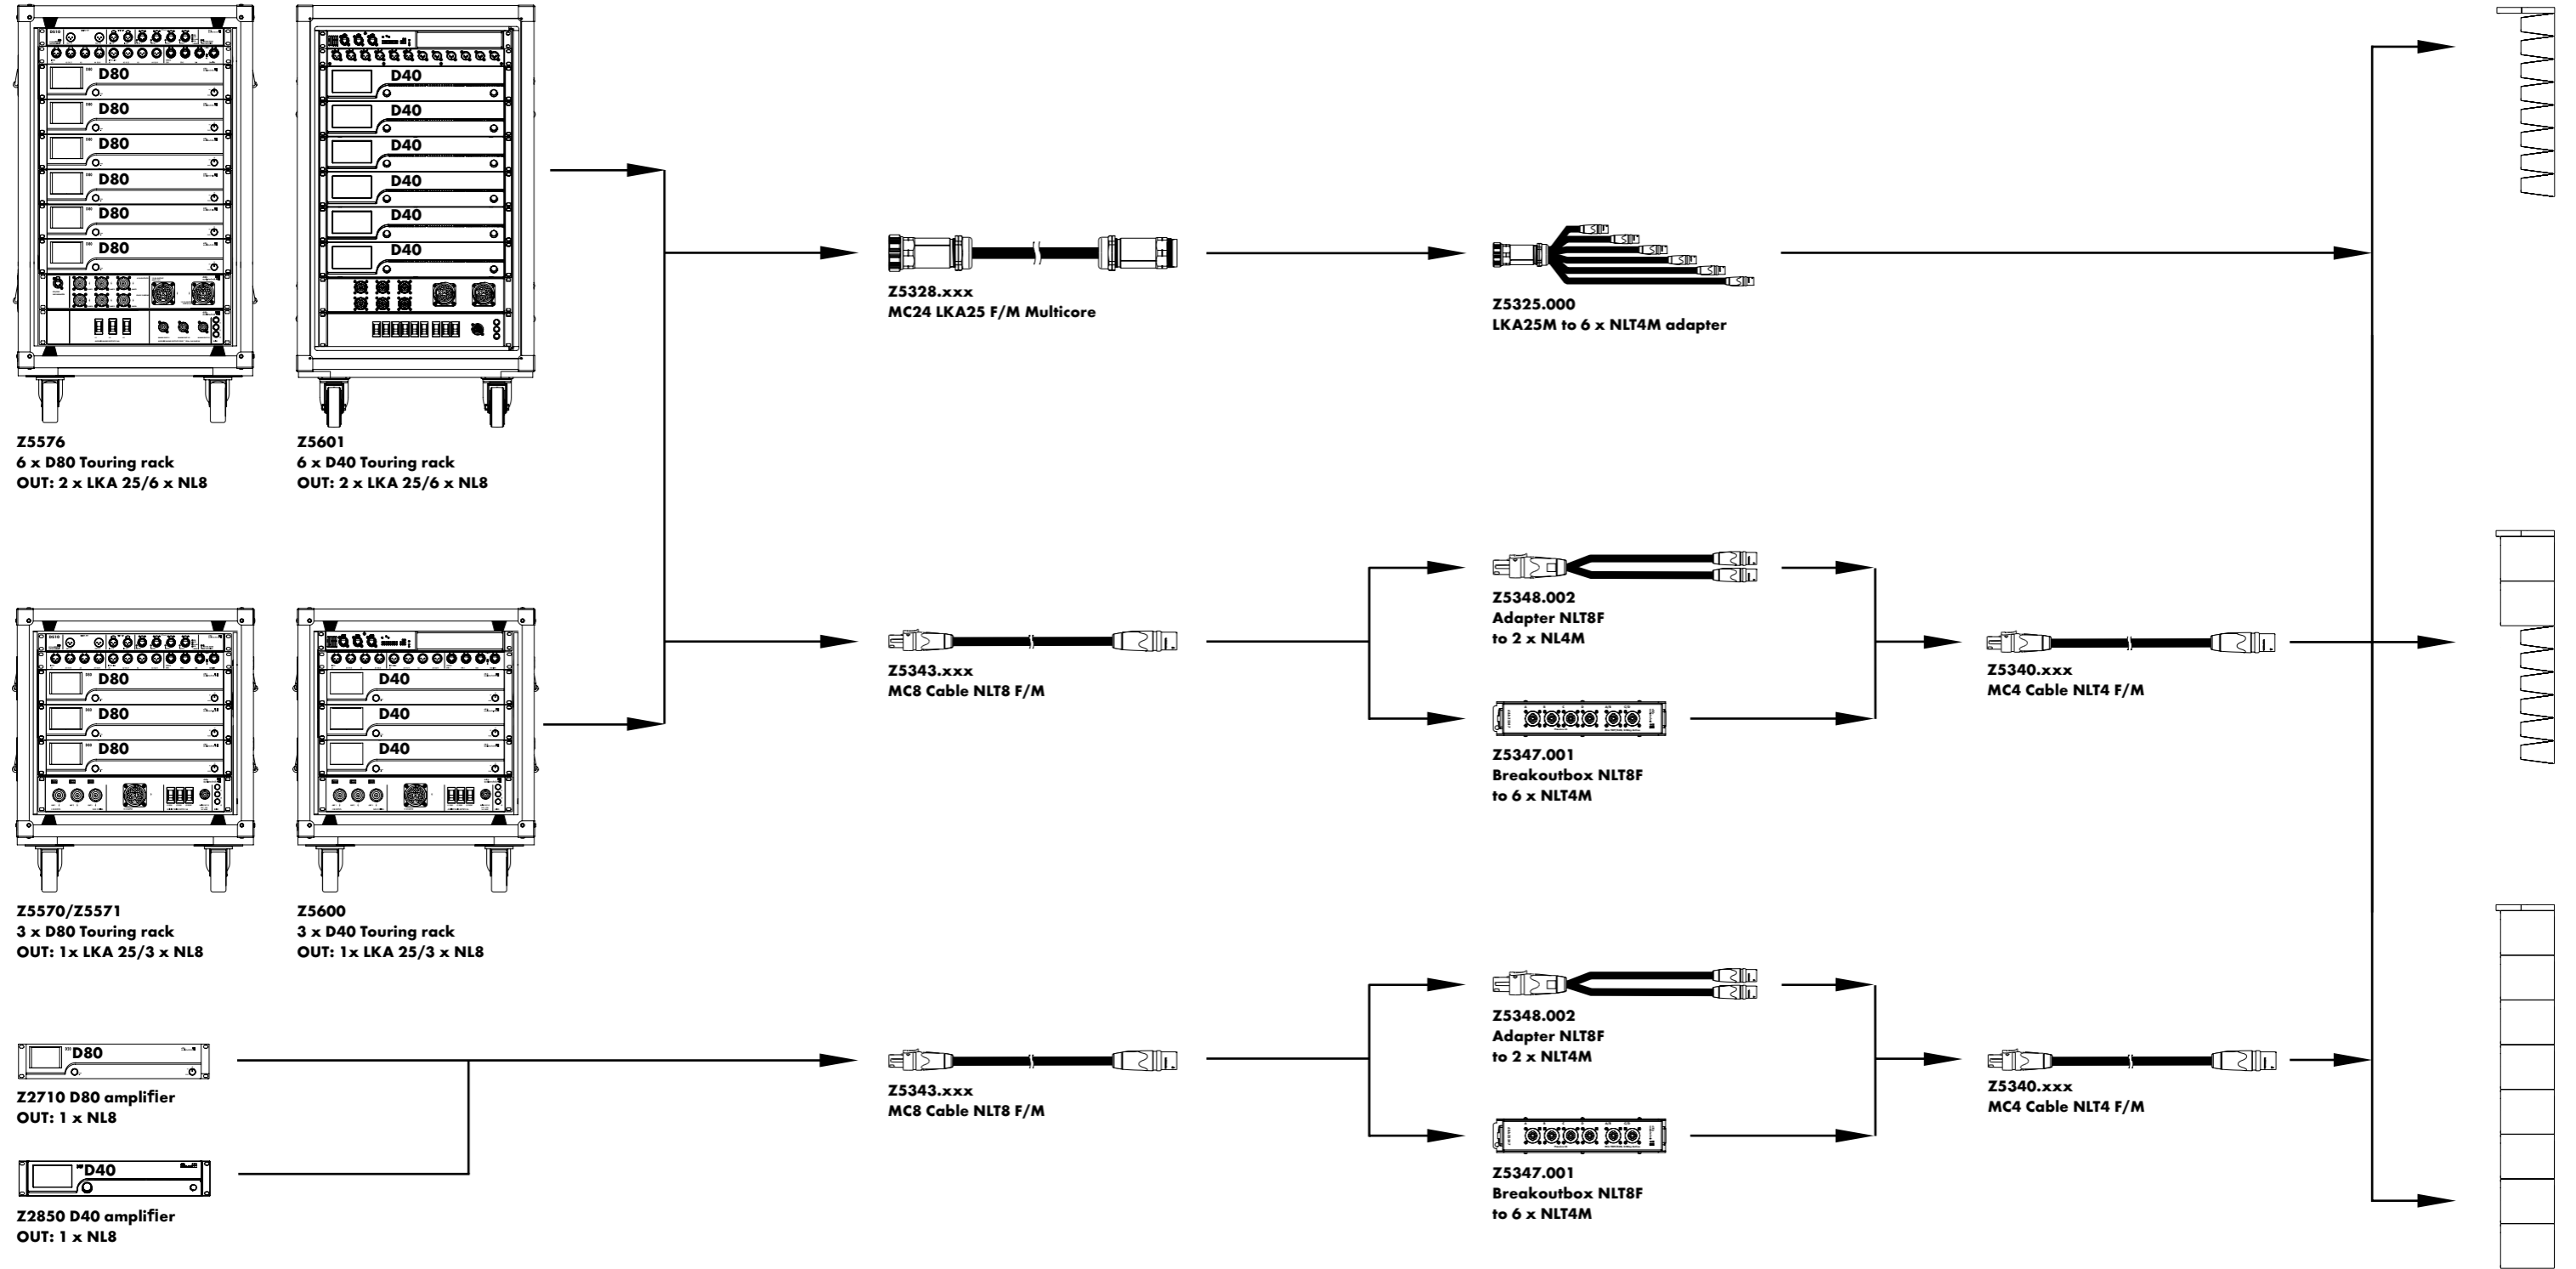 D80
D80
D80
D80
D80
D80
D40
D40
D40
D40
D40
D40
Z5576
6 x D80 Touring rack
OUT: 2 x LKA 25/6 x NL8
Z5601
6 x D40 Touring rack
OUT: 2 x LKA 25/6 x NL8
Z5328.xxx
MC24 LKA25 F/M Multicore
Z5325.000
LKA25M to 6 x NLT4M adapter
D80
D80
D80
D40
D40
D40
Z5570/Z5571
3 x D80 Touring rack
OUT: 1x LKA 25/3 x NL8
Z5600
3 x D40 Touring rack
OUT: 1x LKA 25/3 x NL8
Z5343.xxx
MC8 Cable NLT8 F/M
Z5348.002
Adapter NLT8F
to 2 x NL4M
Z5347.001
Breakoutbox NLT8F
to 6 x NLT4M
Z5340.xxx
MC4 Cable NLT4 F/M
D80
Z2710 D80 amplifier
OUT: 1 x NL8
D40
Z2850 D40 amplifier
OUT: 1 x NL8
Z5343.xxx
MC8 Cable NLT8 F/M
Z5348.002
Adapter NLT8F
to 2 x NLT4M
Z5347.001
Breakoutbox NLT8F
to 6 x NLT4M
Z5340.xxx
MC4 Cable NLT4 F/M